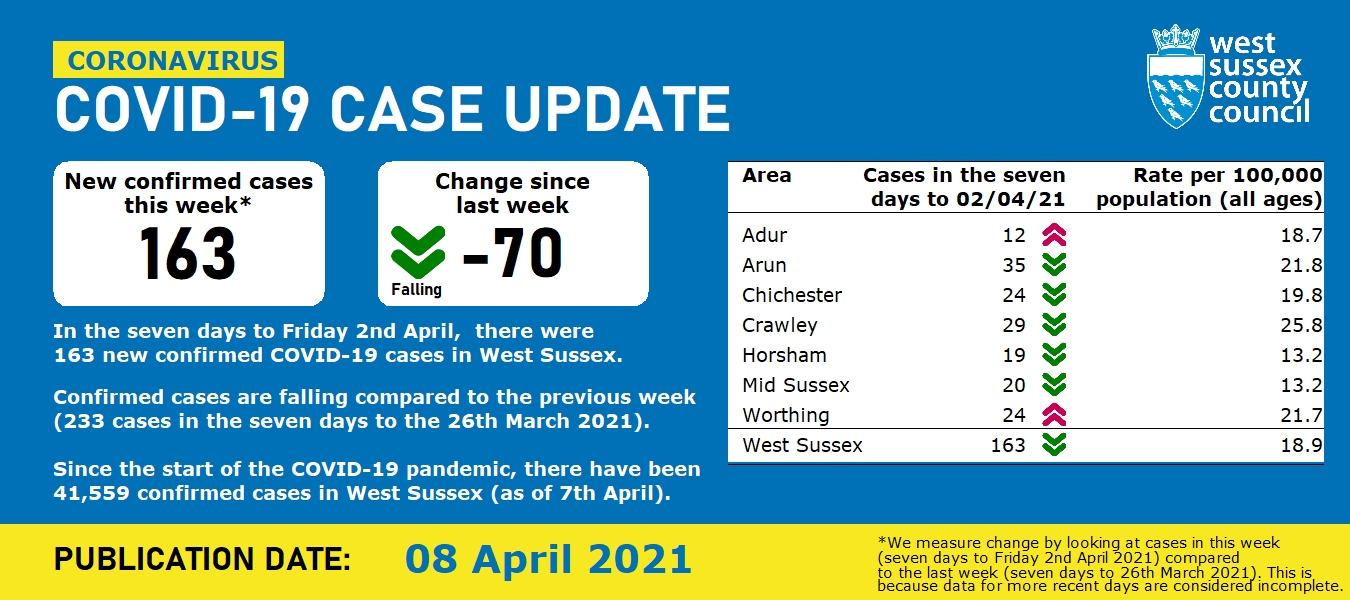 CORONAVIRUS
COVID-19 CASE UPDATE
west
sussex
county
council
New confirmed cases
this week*
163
Change since
last week
-70
Falling
In the seven days to Friday 2nd April, there were
163 new confirmed COVID-19 cases in West Sussex.
Confirmed cases are falling compared to the previous week
(233 cases in the seven days to the 26th March 2021).
Since the start of the COVID-19 pandemic, there have been
41,559 confirmed cases in West Sussex (as of 7th April).
Area Cases in the seven Rate per 100,000
days to 02/04/21 population (all ages)
Adur 12 18.7
Arun 35 21.8
Chichester 24 19.8
Crawley 29 25.8
Horsham 19 13.2
Mid Sussex 20 13.2
Worthing 24 21.7
West Sussex 163 18.9
PUBLICATION DATE: 08 April 2021
*We measure change by looking at cases in this week
(seven days to Friday 2nd April 2021) compared
to the last week (seven days to 26th March 2021). This is
because data for more recent days are considered incomplete.